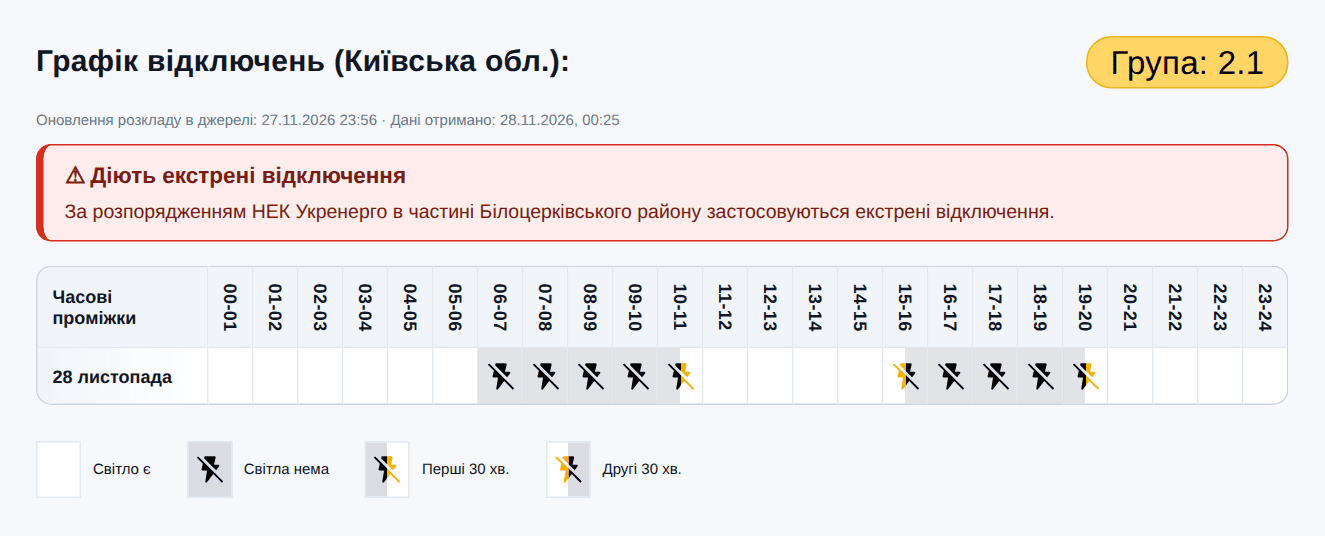 Графік відключень (Київська обл.):
Група: 2.1
Оновлення розкладу в джерелі: 27.11.2026 23:56 · Дані отримано: 28.11.2026, 00:25
⚠ Діють екстрені відключення
За розпорядженням НЕК Укренерго в частині Білоцерківського району застосовуються екстрені відключення.
Часові
проміжки
00-01 01-02 02-03 03-04 04-05 05-06 06-07 07-08 08-09 09-10 10-11 11-12 12-13 13-14 14-15 15-16 16-17 17-18 18-19 19-20 20-21 21-22 22-23 23-24
28 листопада
Світло є Світла нема Перші 30 хв. Другі 30 хв.